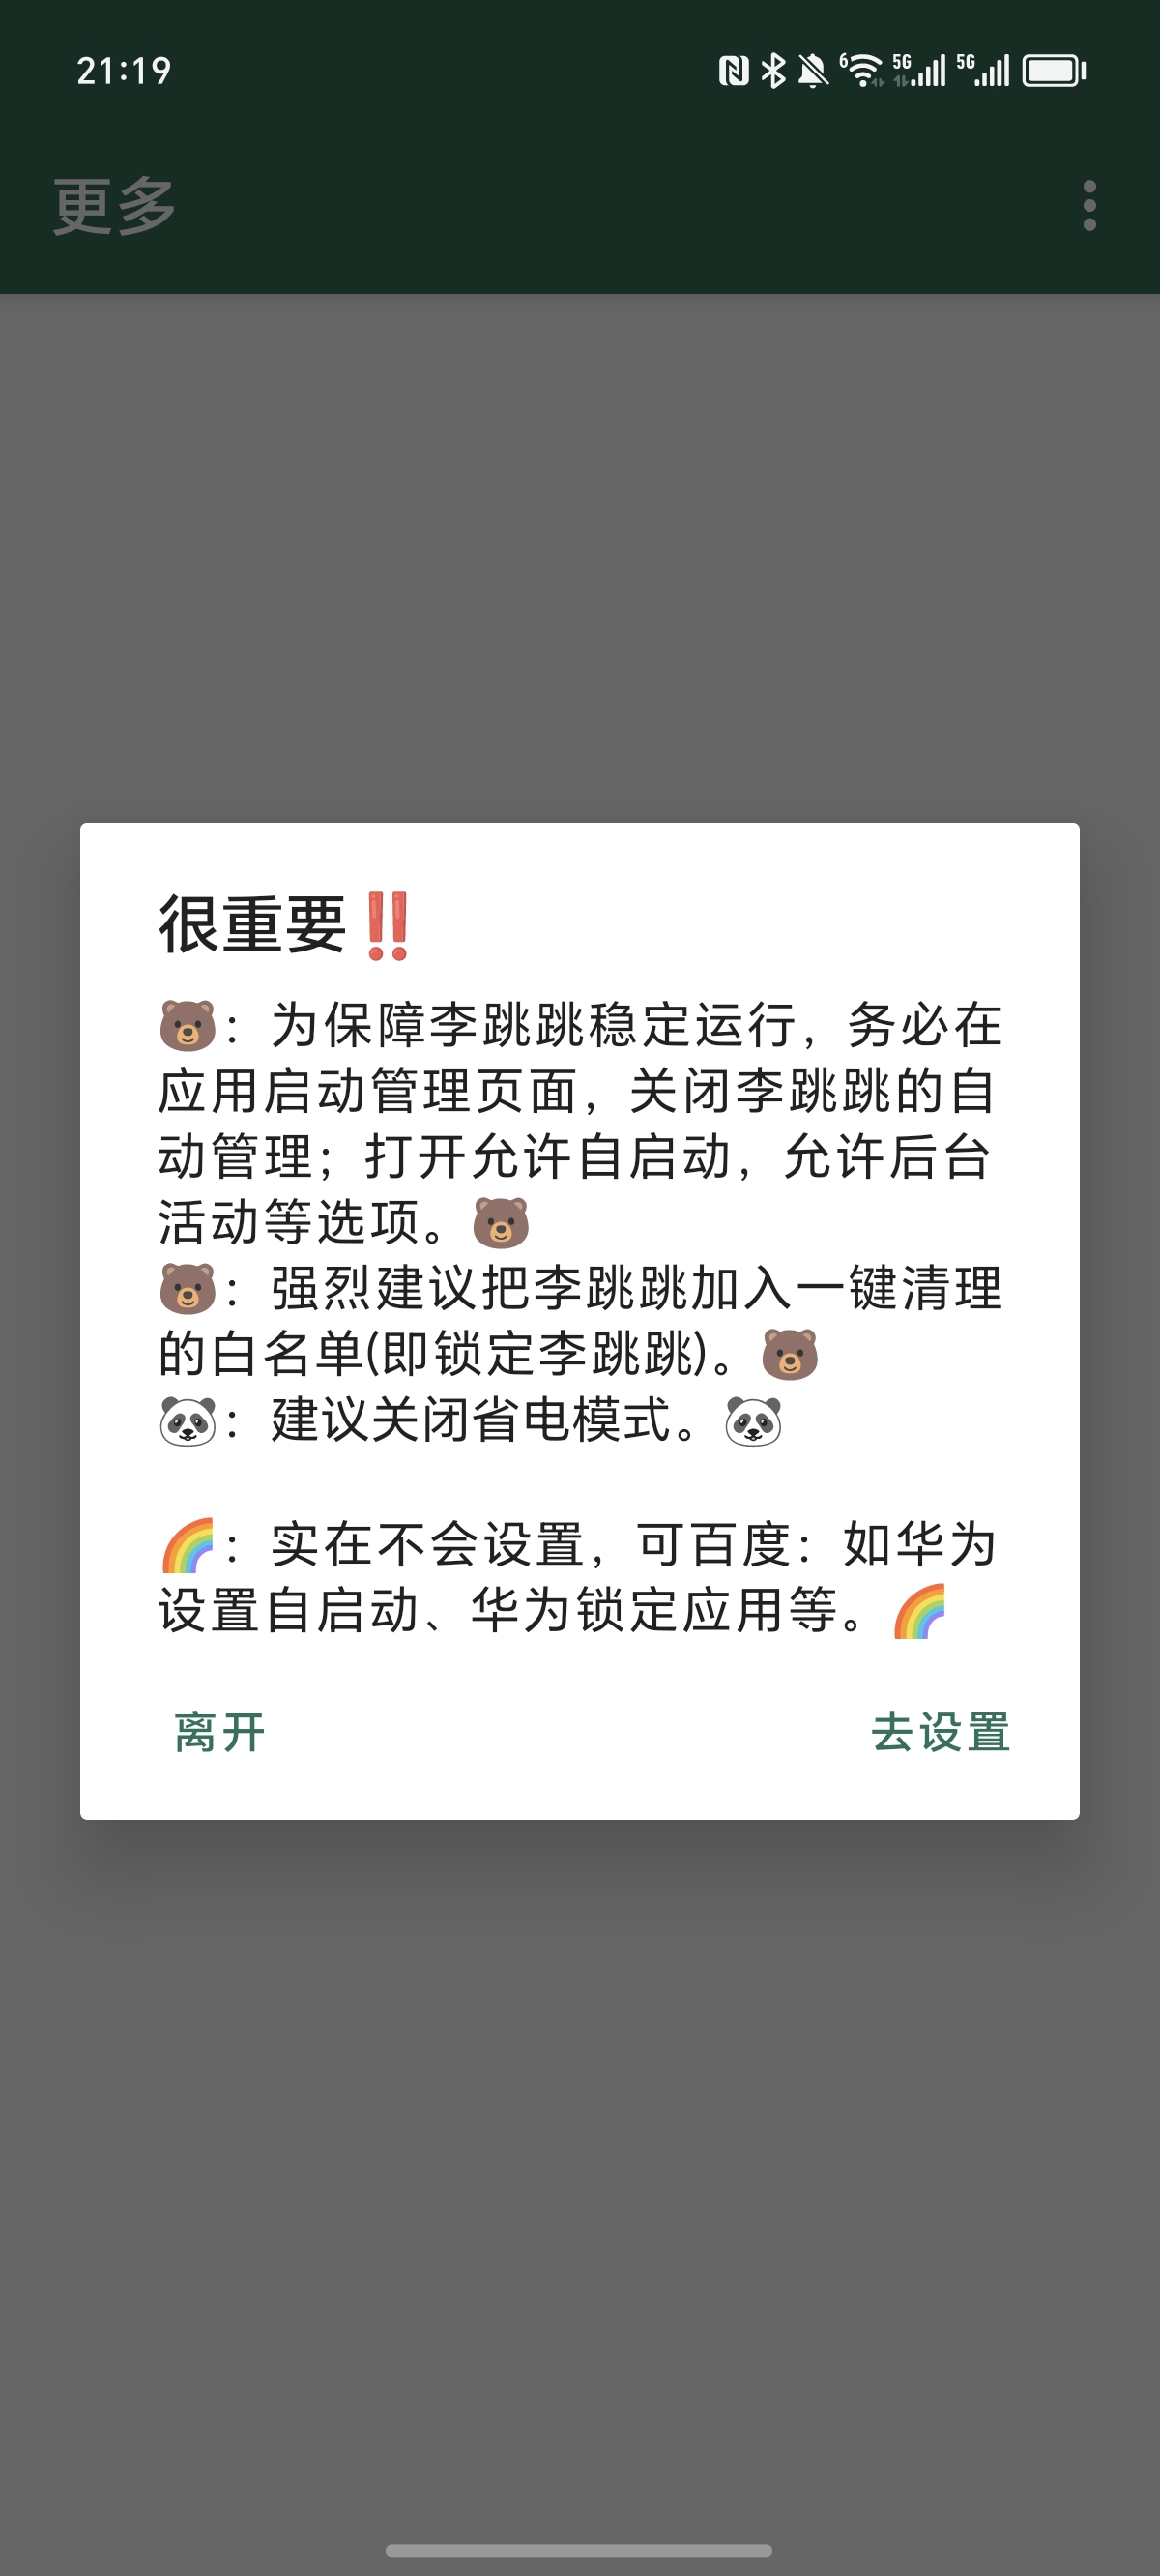 21:19
6 5G 5G
更多
很重要‼️
🐻：为保障李跳跳稳定运行，务必在
应用启动管理页面，关闭李跳跳的自
动管理；打开允许自启动，允许后台
活动等选项。🐻
🐻：强烈建议把李跳跳加入一键清理
的白名单(即锁定李跳跳)。🐻
🐼：建议关闭省电模式。🐼
🌈：实在不会设置，可百度：如华为
设置自启动、华为锁定应用等。🌈
离开
去设置